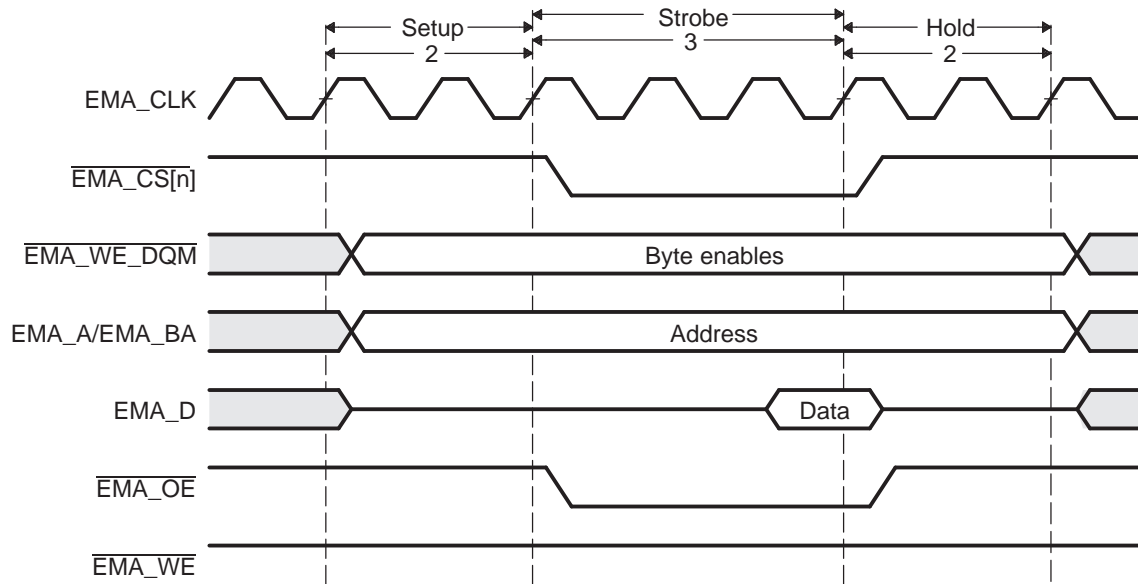 Setup
Strobe
Hold
2
3
2
EMA_CLK
EMA_CS[n]
EMA_WE_DQM
Byte enables
EMA_A/EMA_BA
Address
EMA_D
Data
EMA_OE
EMA_WE